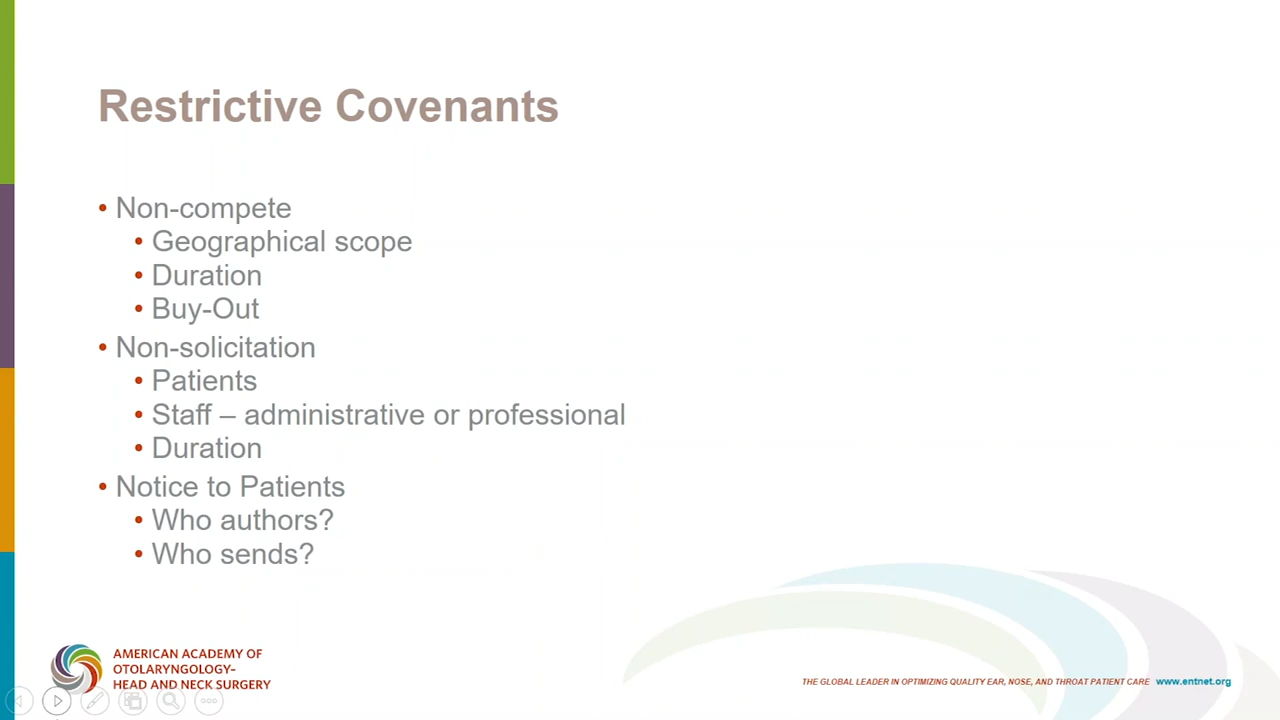 Restrictive Covenants
• Non-compete
• Geographical scope
• Duration
• Buy-Out
• Non-solicitation
• Patients
• Staff – administrative or professional
• Duration
• Notice to Patients
• Who authors?
• Who sends?
AMERICAN ACADEMY OF
OTOLARYNGOLOGY–
HEAD AND NECK SURGERY
THE GLOBAL LEADER IN OPTIMIZING QUALITY EAR, NOSE, AND THROAT PATIENT CARE www.entnet.org